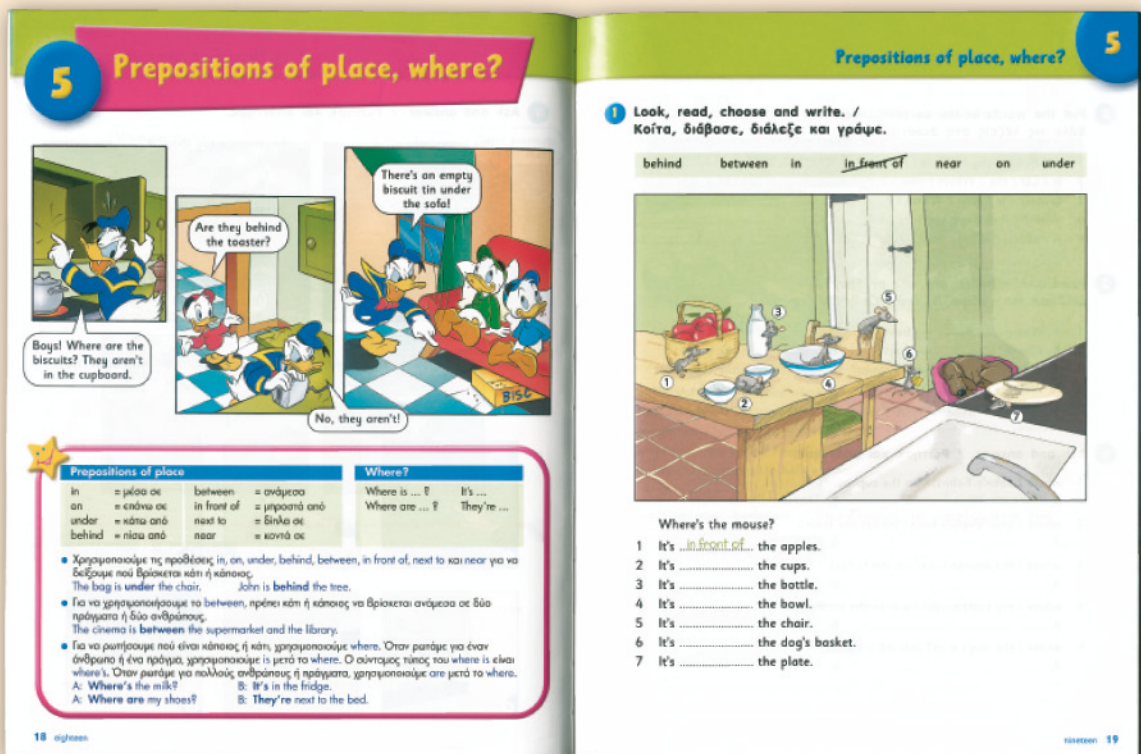 5
Prepositions of place, where?
Boys! Where are the
biscuits? They aren't
in the cupboard.
Are they behind
the toaster?
No, they aren't!
There's an empty
biscuit tin under
the sofa!
BISC
Prepositions of place
in = μέσα σε between = ανάμεσα
on = επάνω σε in front of = μπροστά από
under = κάτω από next to = δίπλα σε
behind = πίσω από near = κοντά σε
Where?
Where is ... ? It's ...
Where are ... ? They're ...
• Χρησιμοποιούμε τις προθέσεις in, on, under, behind, between, in front of, next to και near για να
δείξουμε πού βρίσκεται κάτι ή κάποιος.
The bag is under the chair. John is behind the tree.
• Για να χρησιμοποιήσουμε το between, πρέπει κάτι ή κάποιος να βρίσκεται ανάμεσα σε δύο
πράγματα ή δύο ανθρώπους.
The cinema is between the supermarket and the library.
• Για να ρωτήσουμε πού είναι κάποιος ή κάτι, χρησιμοποιούμε where. Όταν ρωτάμε για έναν
άνθρωπο ή ένα πράγμα, χρησιμοποιούμε is μετά το where. Ο σύντομος τύπος του where is είναι
where's. Όταν ρωτάμε για πολλούς ανθρώπους ή πράγματα, χρησιμοποιούμε are μετά το where.
A: Where's the milk? B: It's in the fridge.
A: Where are my shoes? B: They're next to the bed.
18 eighteen
Prepositions of place, where?
5
1 Look, read, choose and write. /
Κοίτα, διάβασε, διάλεξε και γράψε.
behind between in in front of near on under
1
2
3
4
5
6
7
Where's the mouse?
1 It's in front of the apples.
2 It's .................... the cups.
3 It's .................... the bottle.
4 It's .................... the bowl.
5 It's .................... the chair.
6 It's .................... the dog's basket.
7 It's .................... the plate.
nineteen 19